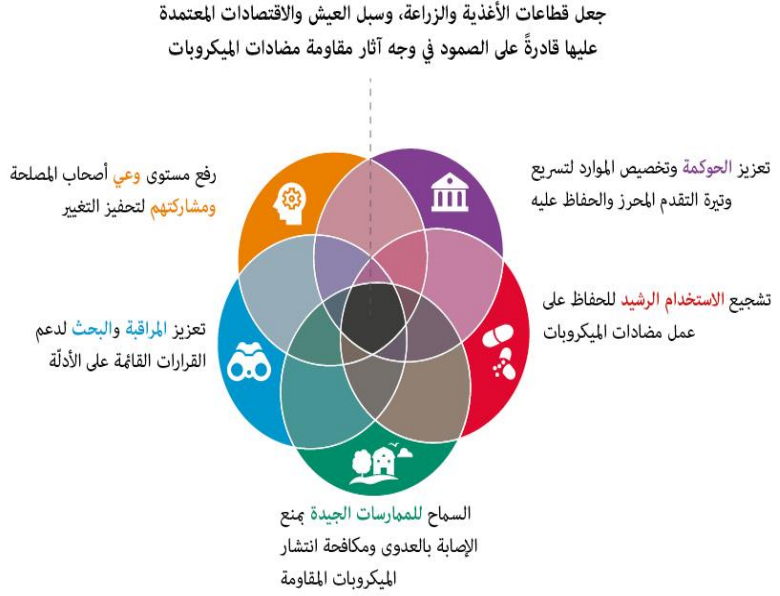 جعل قطاعات الأغذية والزراعة، وسبل العيش والاقتصادات المعتمدة
عليها قادرةً على الصمود في وجه آثار مقاومة مضادات الميكروبات
تعزيز الحوكمة وتخصيص الموارد لتسريع
وتيرة التقدم المحرز والحفاظ عليه
رفع مستوى وعي أصحاب المصلحة
ومشاركتهم لتحفيز التغيير
تشجيع الاستخدام الرشيد للحفاظ على
عمل مضادات الميكروبات
تعزيز المراقبة والبحث لدعم
القرارات القائمة على الأدلّة
السماح للممارسات الجيدة بمنع
الإصابة بالعدوى ومكافحة انتشار
الميكروبات المقاومة